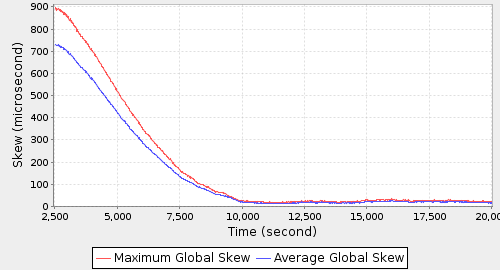 900
800
700
600
500
400
300
200
100
0
Skew (microsecond)
2,500 5,000 7,500 10,000 12,500 15,000 17,500 20,00
Time (second)
Maximum Global Skew Average Global Skew